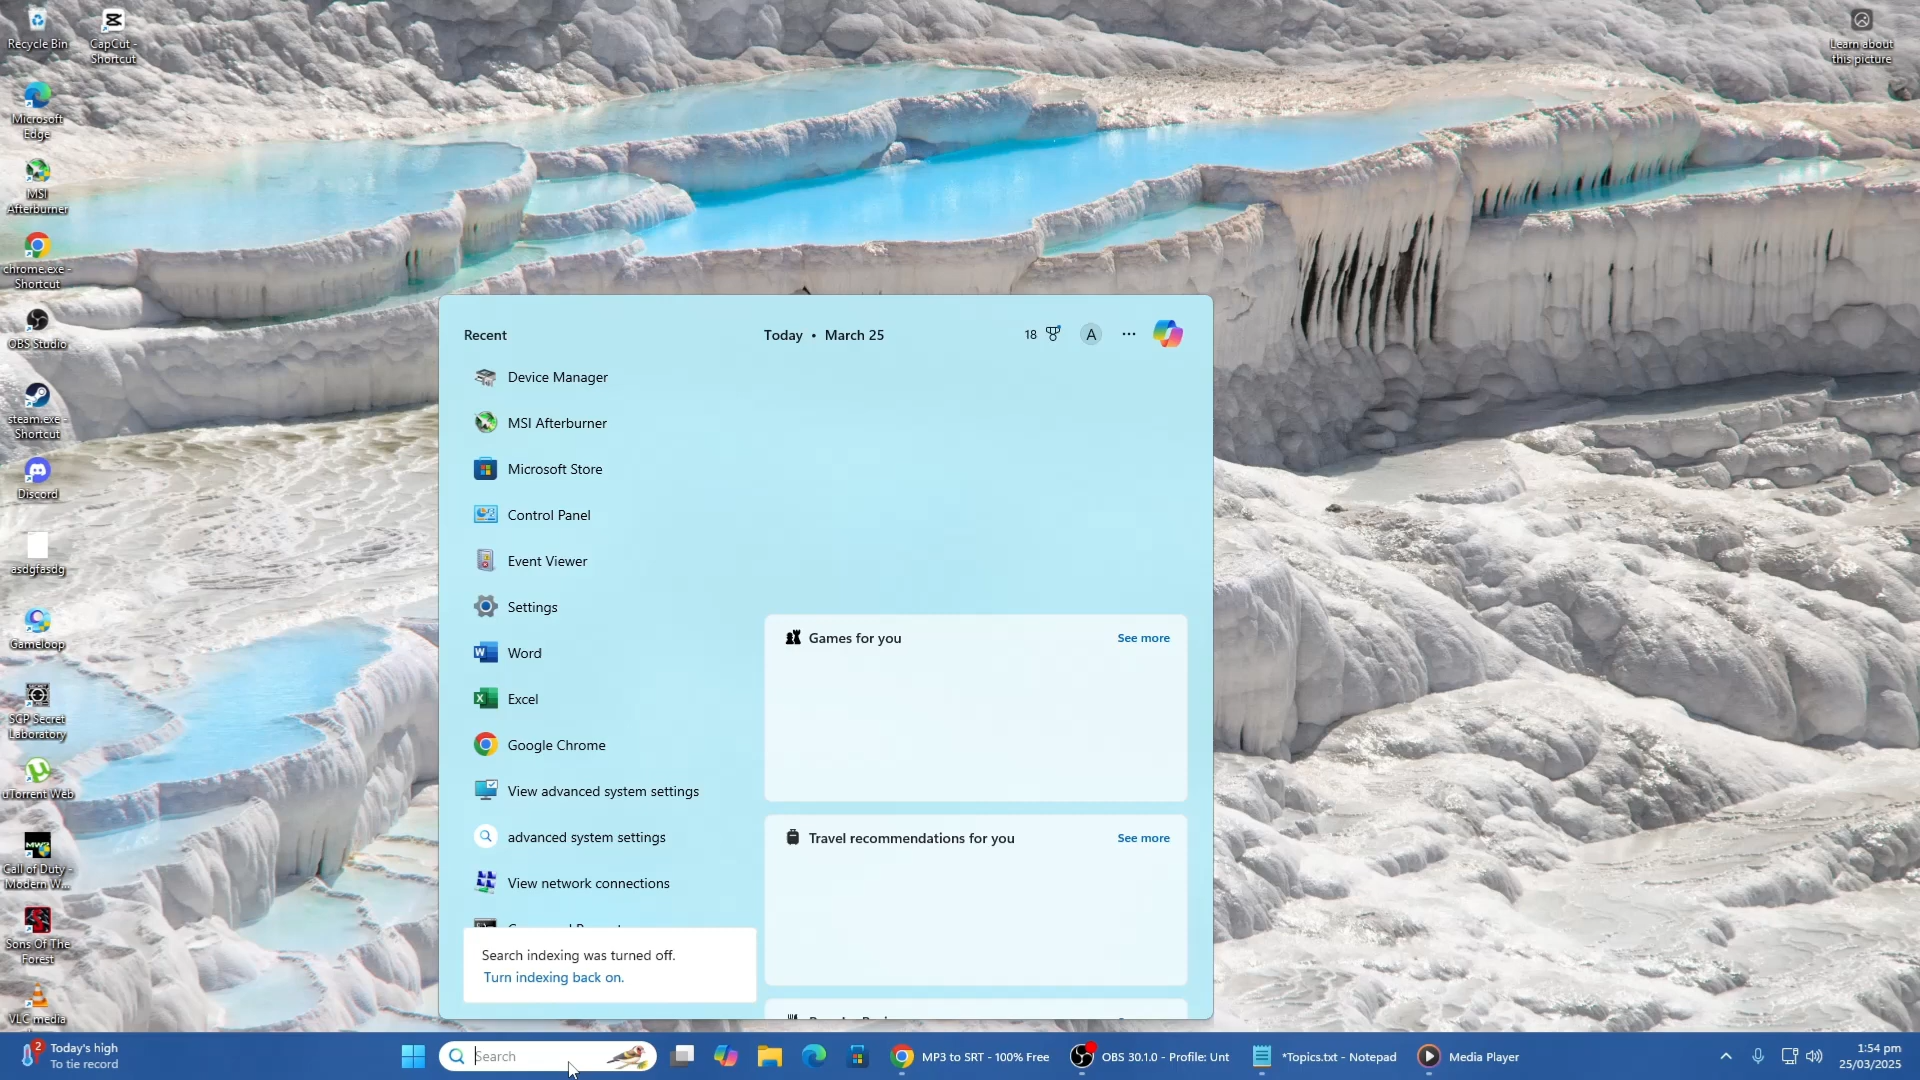 Recycle Bin
CapCut -
Shortcut
Microsoft
Edge
MSI
Afterburner
chrome.exe -
Shortcut
OBS Studio
steam.exe -
Shortcut
Discord
asdgfasdg
Gameloop
SCP Secret
Laboratory
uTorrent Web
Call of Duty -
Modern W...
Sons Of The
Forest
VLC media
Learn about
this picture
Recent
Device Manager
MSI Afterburner
Microsoft Store
Control Panel
Event Viewer
Settings
Word
Excel
Google Chrome
View advanced system settings
advanced system settings
View network connections
Search indexing was turned off.
Turn indexing back on.
Today • March 25
18
A
Games for you
See more
Travel recommendations for you
See more
2
Today's high
To tie record
Search
MP3 to SRT - 100% Free
OBS 30.1.0 - Profile: Unt
*Topics.txt - Notepad
Media Player
1:54 pm
25/03/2025